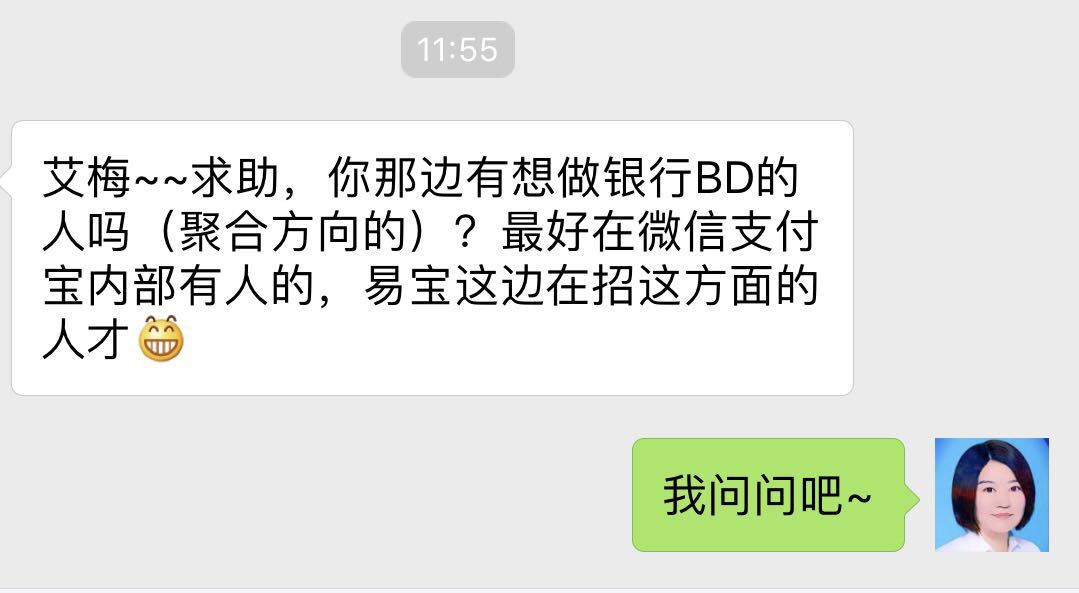 11:55
艾梅~~求助，你那边有想做银行BD的
人吗（聚合方向的）？最好在微信支付
宝内部有人的，易宝这边在招这方面的
人才😁
我问问吧~